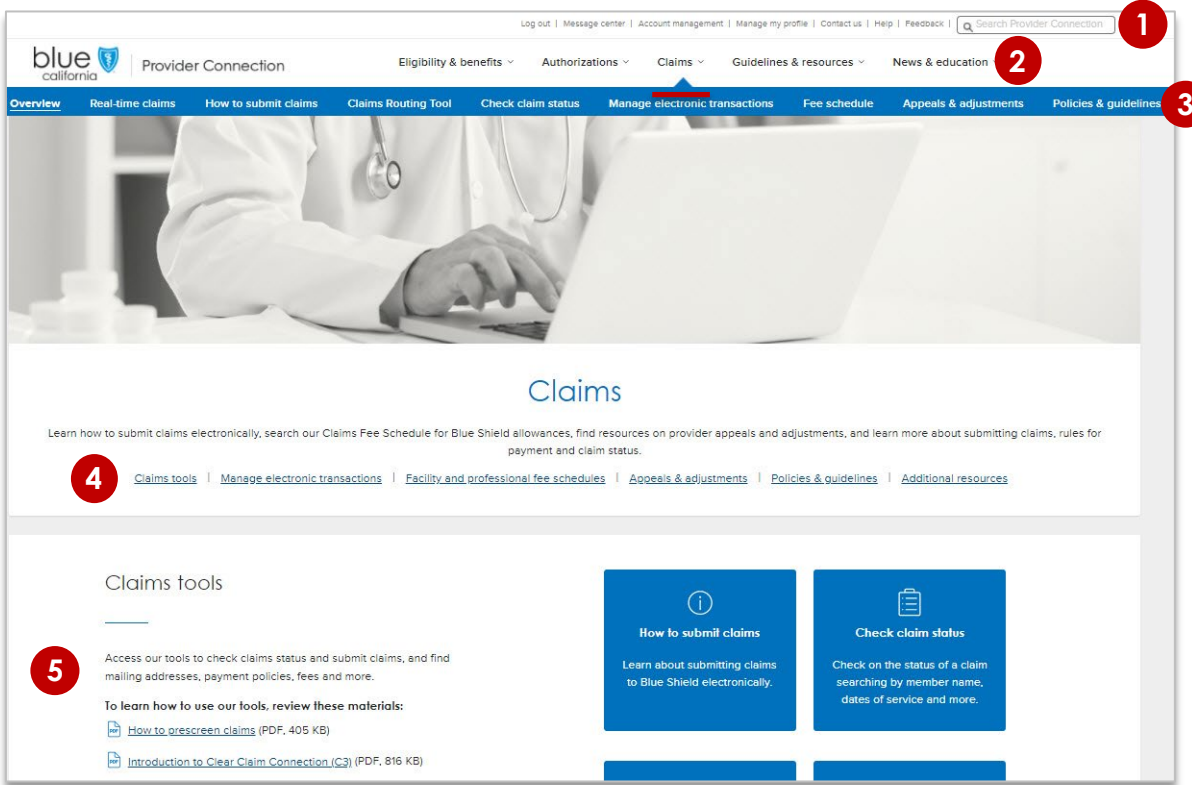 Log out | Message center | Account management | Manage my profile | Contact us | Help | Feedback | Search Provider Connection
1
blue california Provider Connection
Eligibility & benefits Authorizations Claims Guidelines & resources News & education
2
Overview Real-time claims How to submit claims Claims Routing Tool Check claim status Manage electronic transactions Fee schedule Appeals & adjustments Policies & guidelines
3
Claims
Learn how to submit claims electronically, search our Claims Fee Schedule for Blue Shield allowances, find resources on provider appeals and adjustments, and learn more about submitting claims, rules for
payment and claim status.
4
Claims tools | Manage electronic transactions | Facility and professional fee schedules | Appeals & adjustments | Policies & guidelines | Additional resources
Claims tools
5
Access our tools to check claims status and submit claims, and find
mailing addresses, payment policies, fees and more.
To learn how to use our tools, review these materials:
PDF How to prescreen claims (PDF, 405 KB)
PDF Introduction to Clear Claim Connection (C3) (PDF, 816 KB)
How to submit claims
Learn about submitting claims
to Blue Shield electronically.
Check claim status
Check on the status of a claim
searching by member name,
dates of service and more.